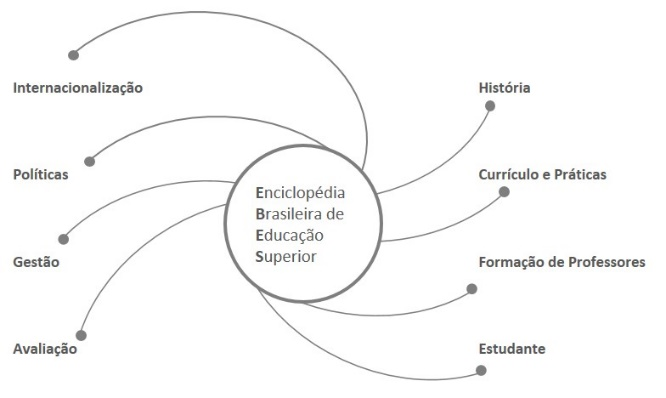 Internacionalização
Políticas
Gestão
Avaliação
Enciclopédia
Brasileira de
Educação
Superior
História
Currículo e Práticas
Formação de Professores
Estudante